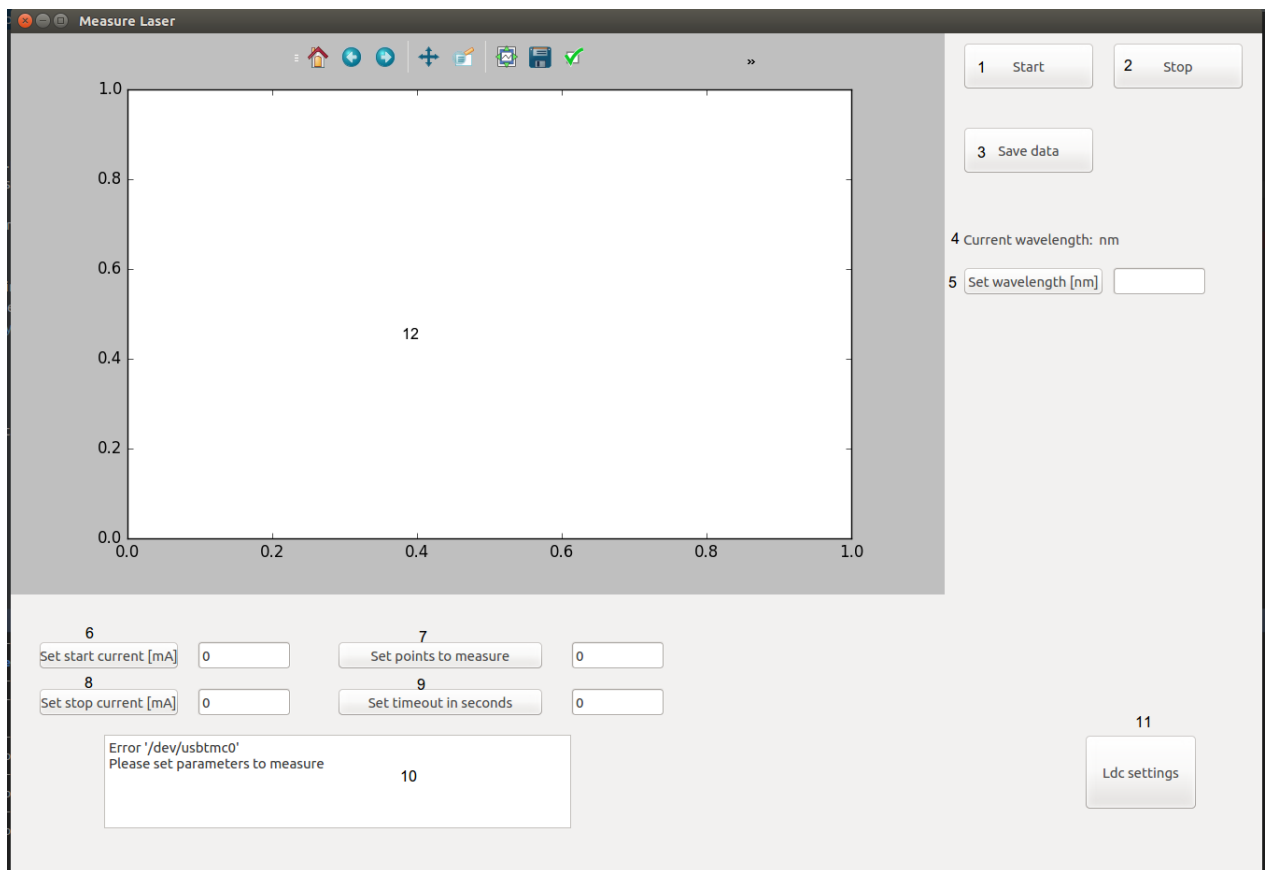 Measure Laser
»
1 Start
2 Stop
3 Save data
4 Current wavelength: nm
5 Set wavelength [nm]
1.0
0.8
0.6
0.4
0.2
0.0
12
0.0 0.2 0.4 0.6 0.8 1.0
6
Set start current [mA] 0
7
Set points to measure 0
8
Set stop current [mA] 0
9
Set timeout in seconds 0
Error '/dev/usbtmc0'
Please set parameters to measure
10
11
Ldc settings